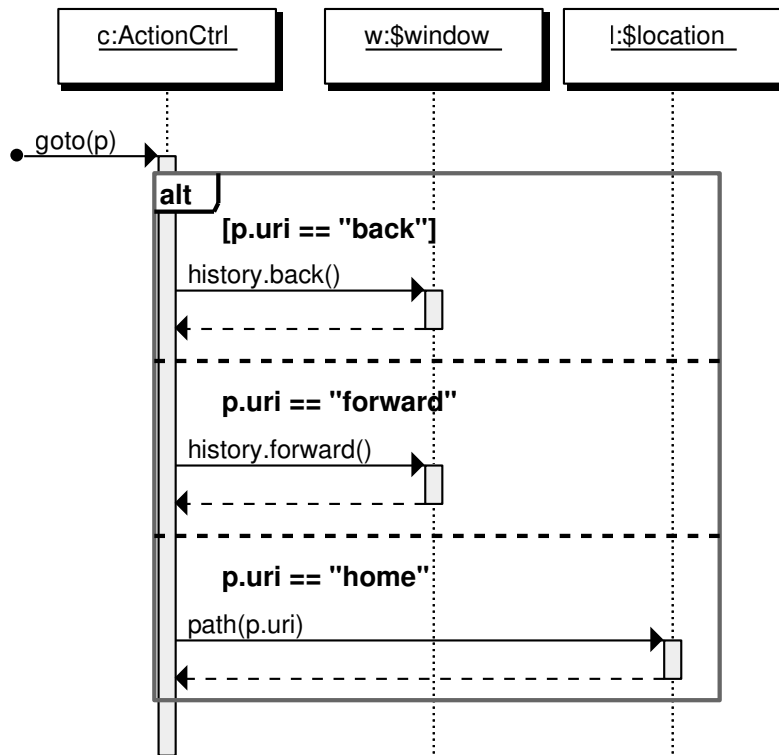 c:ActionCtrl
w:$window
l:$location
goto(p)
alt
[p.uri == "back"]
history.back()
p.uri == "forward"
history.forward()
p.uri == "home"
path(p.uri)